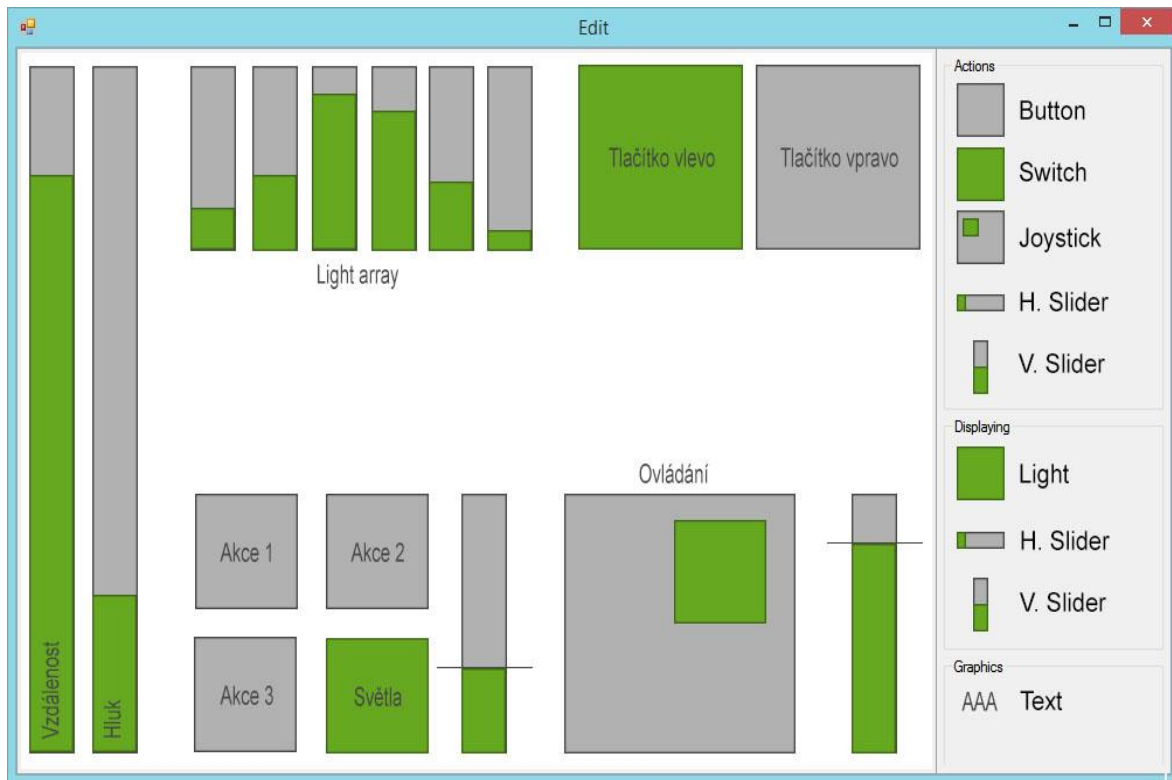 Edit
Vzdálenost
Hluk
Light array
Tlačítko vlevo
Tlačítko vpravo
Akce 1
Akce 2
Akce 3
Světla
Ovládání
Actions
Button
Switch
Joystick
H. Slider
V. Slider
Displaying
Light
H. Slider
V. Slider
Graphics
AAA Text